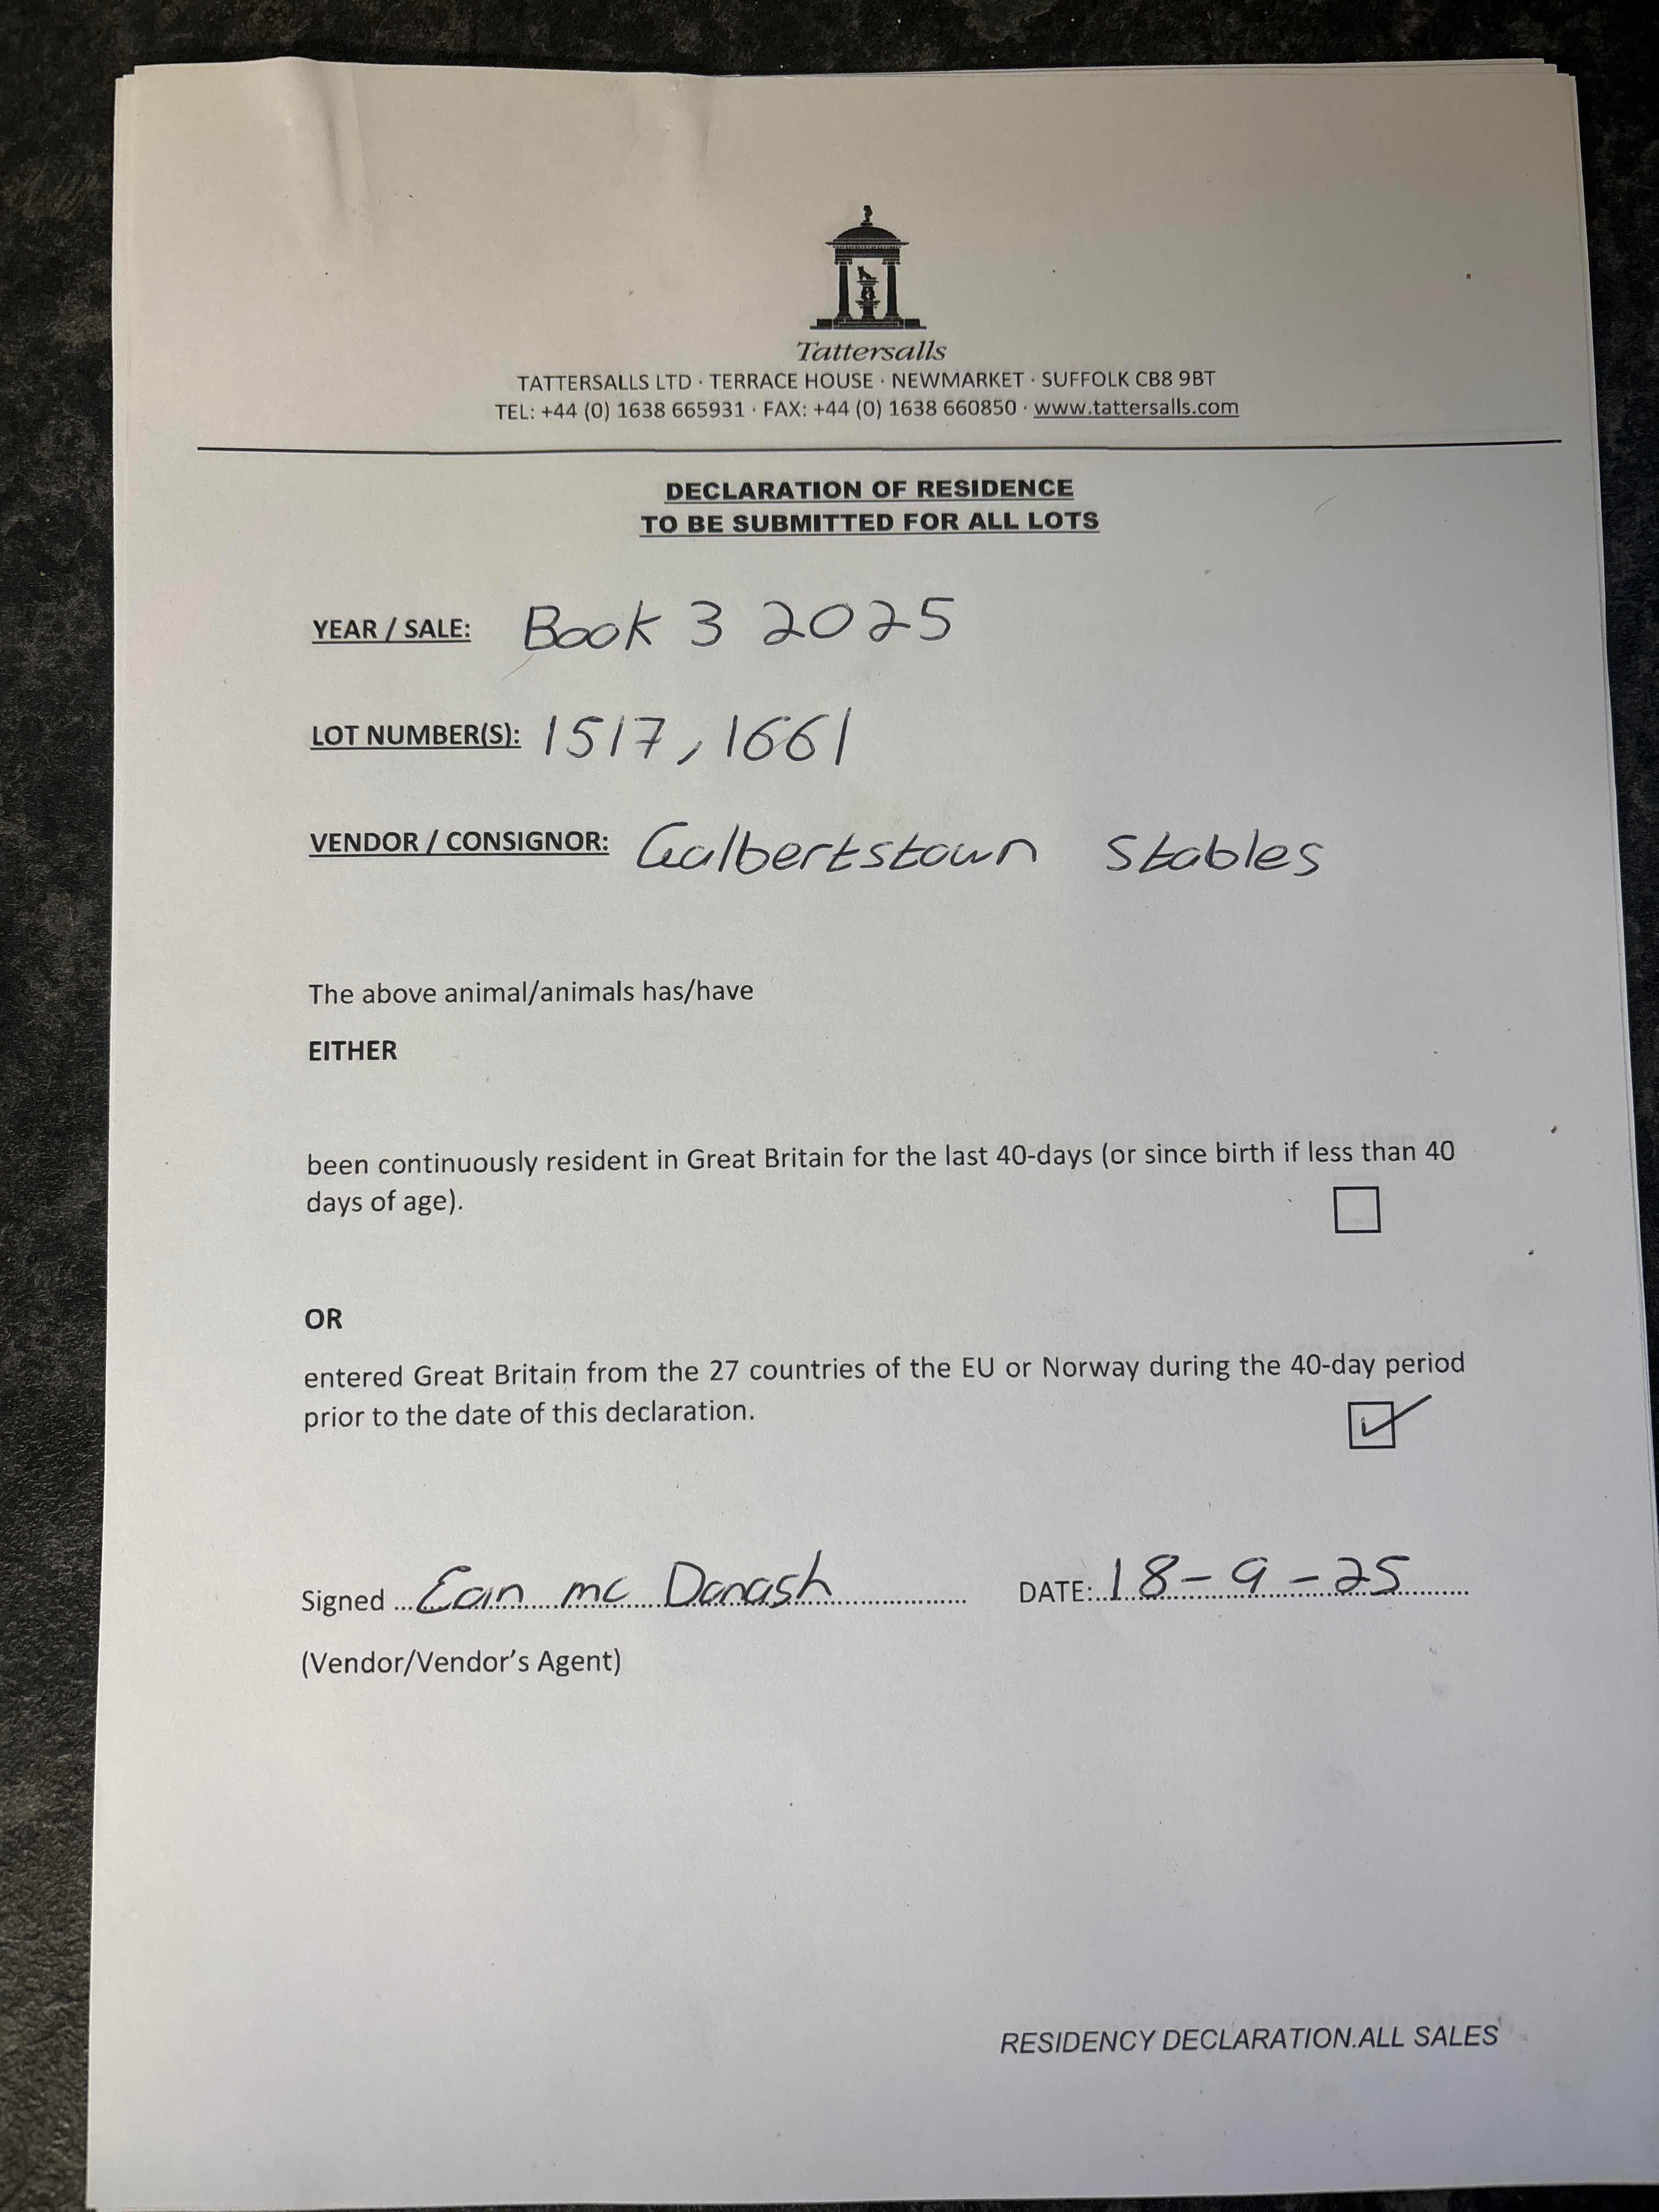 Tattersalls
TATTERSALLS LTD · TERRACE HOUSE · NEWMARKET · SUFFOLK CB8 9BT
TEL: +44 (0) 1638 665931 · FAX: +44 (0) 1638 660850 · www.tattersalls.com
DECLARATION OF RESIDENCE
TO BE SUBMITTED FOR ALL LOTS
YEAR / SALE: Book 3 2025
LOT NUMBER(S): 1517, 1661
VENDOR / CONSIGNOR: Galbertstown Stables
The above animal/animals has/have
EITHER
been continuously resident in Great Britain for the last 40-days (or since birth if less than 40
days of age).
OR
entered Great Britain from the 27 countries of the EU or Norway during the 40-day period
prior to the date of this declaration.
Signed ... mc DATE: 18-9-25
(Vendor/Vendor's Agent)
RESIDENCY DECLARATION.ALL SALES